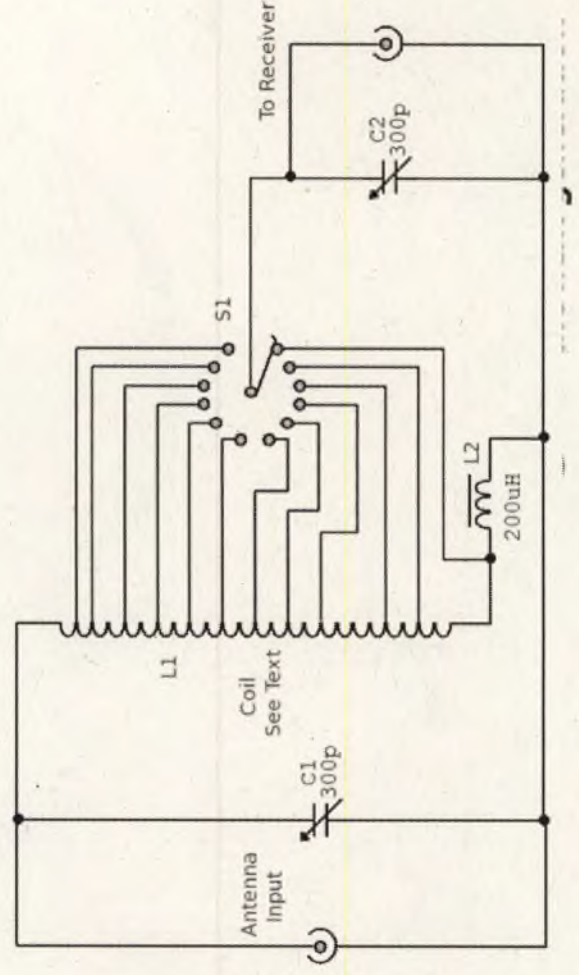 To Receiver
C2
300p
S1
L2
200uH
L1
Coil
See Text
C1
300p
Antenna
Input